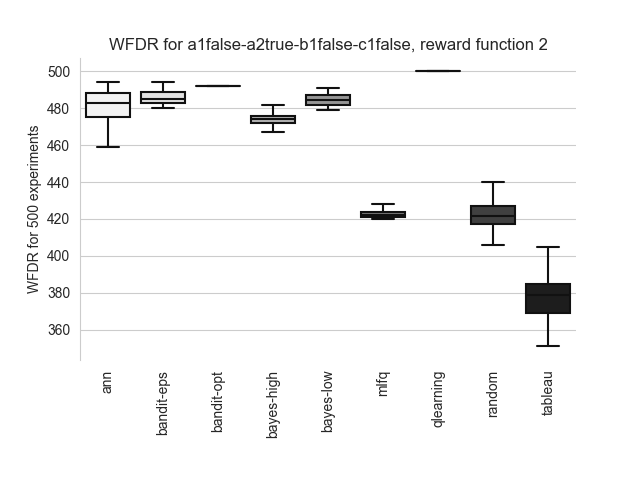 WFDR for a1false-a2true-b1false-c1false, reward function 2
WFDR for 500 experiments
500
480
460
440
420
400
380
360
ann
bandit-eps
bandit-opt
bayes-high
bayes-low
mlfq
qlearning
random
tableau